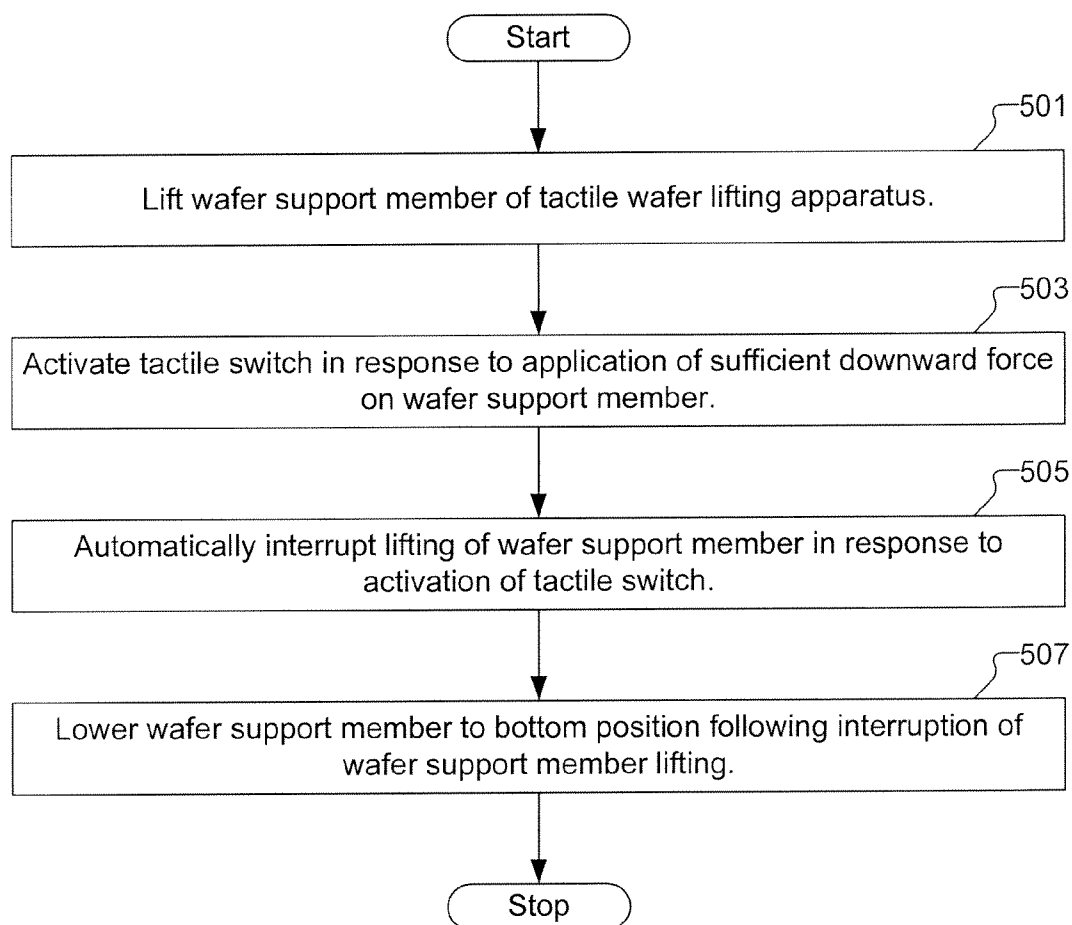 Start
501
Lift wafer support member of tactile wafer lifting apparatus.
503
Activate tactile switch in response to application of sufficient downward force
on wafer support member.
505
Automatically interrupt lifting of wafer support member in response to
activation of tactile switch.
507
Lower wafer support member to bottom position following interruption of
wafer support member lifting.
Stop